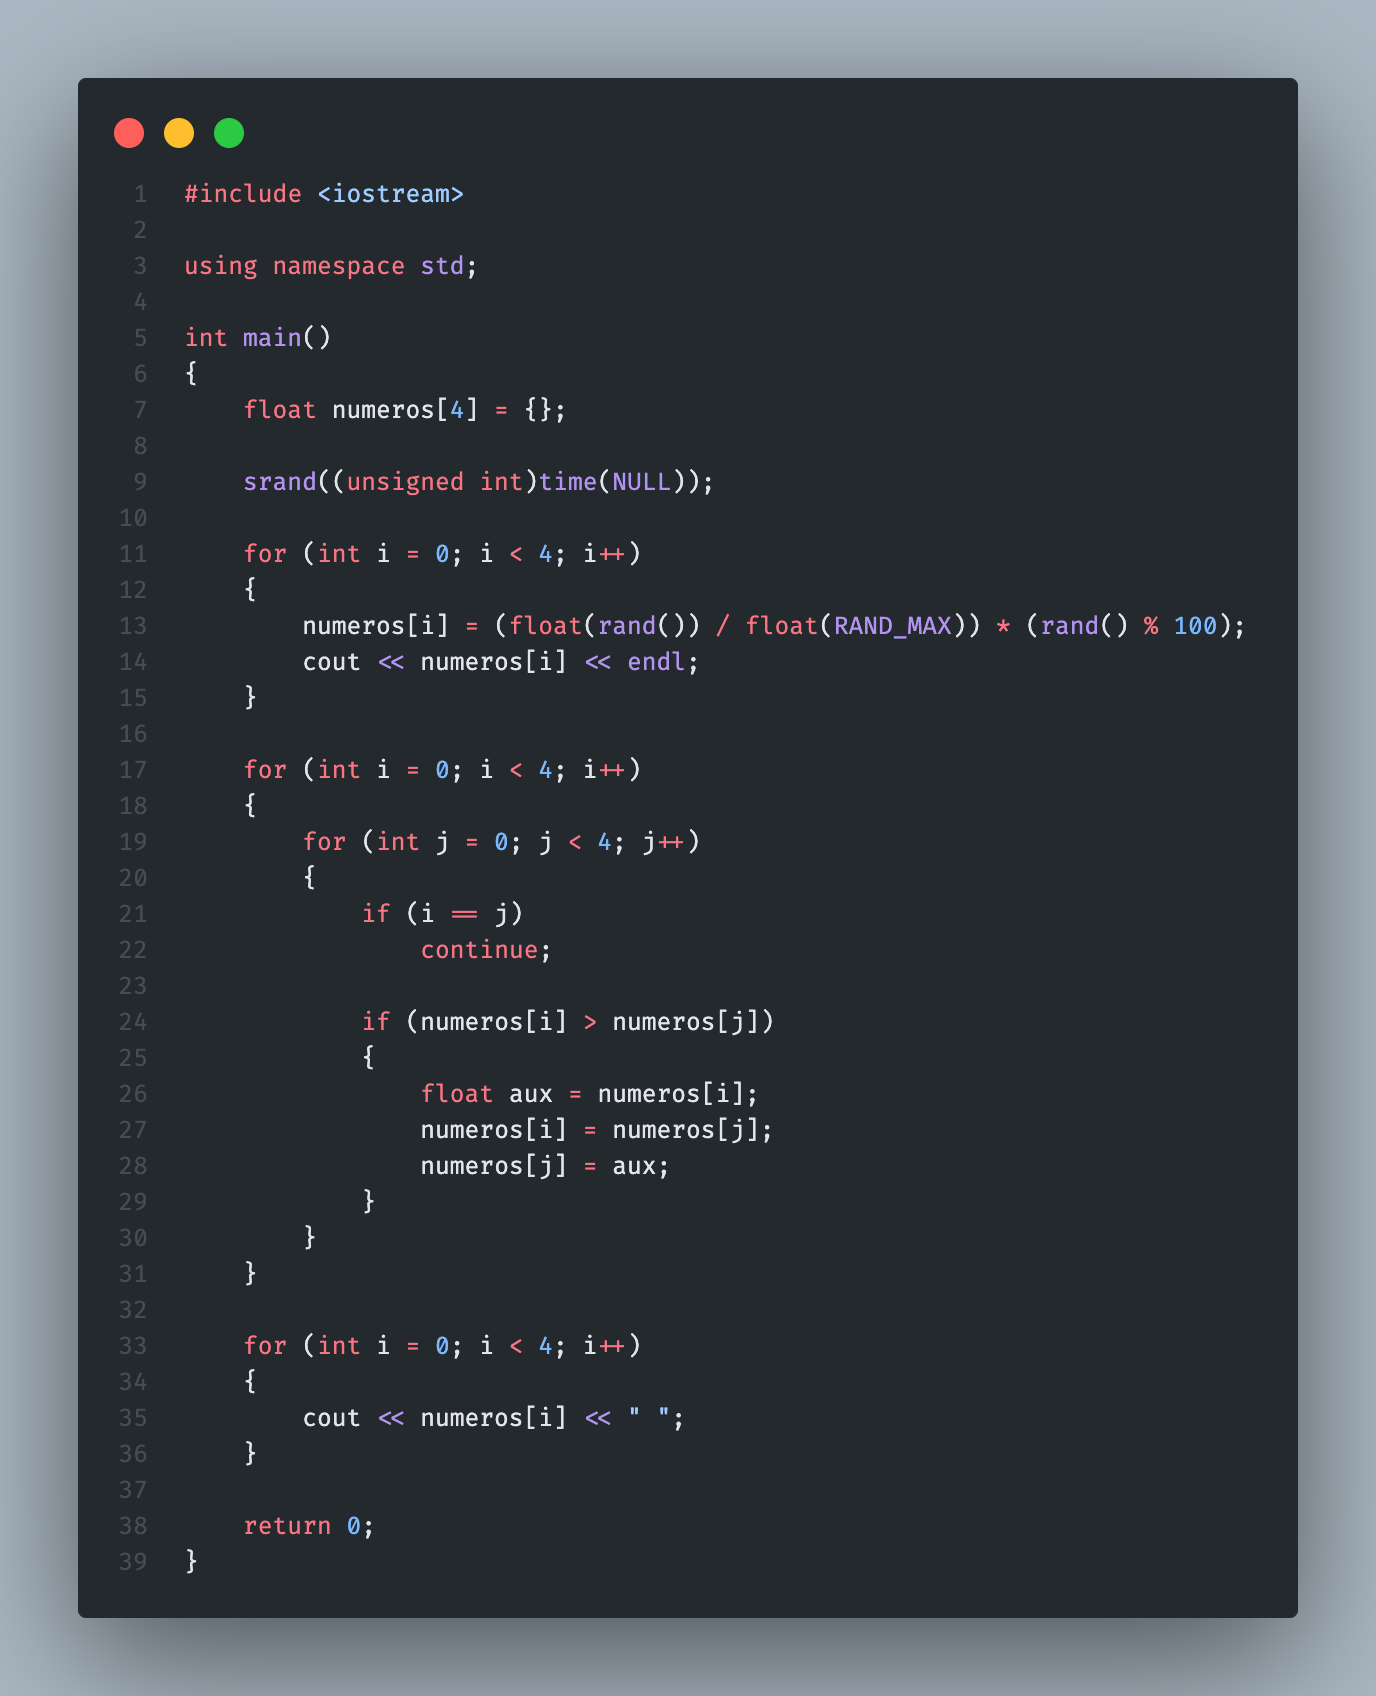 1 #include <iostream>
2
3 using namespace std;
4
5 int main()
6 {
7     float numeros[4] = {};
8
9     srand((unsigned int)time(NULL));
10
11     for (int i = 0; i < 4; i++)
12     {
13         numeros[i] = (float(rand()) / float(RAND_MAX)) * (rand() % 100);
14         cout << numeros[i] << endl;
15     }
16
17     for (int i = 0; i < 4; i++)
18     {
19         for (int j = 0; j < 4; j++)
20         {
21             if (i == j)
22                 continue;
23
24             if (numeros[i] > numeros[j])
25             {
26                 float aux = numeros[i];
27                 numeros[i] = numeros[j];
28                 numeros[j] = aux;
29             }
30         }
31     }
32
33     for (int i = 0; i < 4; i++)
34     {
35         cout << numeros[i] << " ";
36     }
37
38     return 0;
39 }